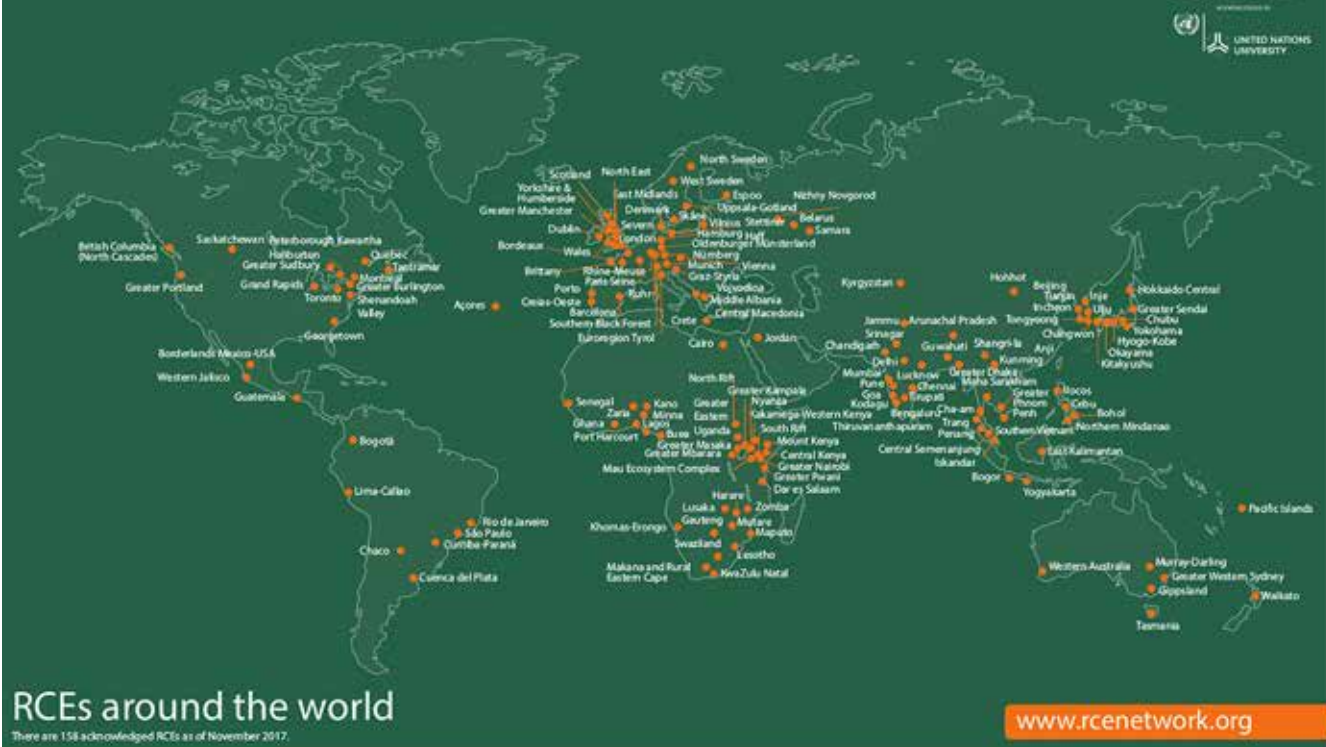 UNITED NATIONS
UNIVERSITY
North Sweden
Scotland
North East
West Sweden
Yorkshire &
Humberside
East Midlands
Espoo
Nizhny Novgorod
Greater Manchester
Denmark
Skåne
Uppsala-Gotland
Dublin
Severn
Vilnius
Stettiner
Haff
Belarus
Samara
London
Hamburg
Oldenburger Münsterland
Bordeaux
Wales
Nürnberg
Brittany
Rhine-Meuse
Munich
Vienna
Paris Seine
Graz-Styria
Porto
Ruhr
Vojvodina
Creias-Oeste
Middle Albania
Açores
Barcelona
Central Macedonia
Southern Black Forest
Crete
Euroregion Tyrol
Cairo
Jordan
British Columbia
(North Cascades)
Saskatchewan
Peterborough Kawartha
Haliburton
Quebec
Greater Sudbury
Tantramar
Greater Portland
Grand Rapids
Montreal
Greater Burlington
Toronto
Shenandoah
Valley
Georgetown
Borderlands Mexico-USA
Western Jalisco
Guatemala
Bogotá
Lima-Callao
Rio de Janeiro
São Paulo
Curitiba-Paraná
Chaco
Cuenca del Plata
Kyrgyzstan
Hohhot
Beijing
Tianjin
Inje
Hokkaido Central
Incheon
Ulju
Greater Sendai
Tongyeong
Chubu
Changwon
Yokohama
Hyogo-Kobe
Okayama
Kitakyushu
Jammu
Arunachal Pradesh
Srinagar
Chandigarh
Guwahati
Shangri-la
Anji
Delhi
Kunming
Mumbai
Lucknow
Greater Dhaka
Pune
Chennai
Maha Sarakham
Goa
Tirupati
Greater
Phnom
Penh
Ilocos
Kodagu
Bengaluru
Cha-am
Cebu
Bohol
Thiruvananthapuram
Trang
Northern Mindanao
Penang
Southern Vietnam
Central Semenanjung
East Kalimantan
Iskandar
Bogor
Yogyakarta
North Rift
Greater Kampala
Senegal
Kano
Greater
Eastern
Uganda
Nyanza
Zaria
Minna
Kakamega-Western Kenya
Ghana
Lagos
South Rift
Port Harcourt
Buea
Mount Kenya
Greater Masaka
Central Kenya
Greater Mbarara
Greater Nairobi
Mau Ecosystem Complex
Greater Pwani
Dar es Salaam
Harare
Lusaka
Zomba
Khomas-Erongo
Gauteng
Mutare
Maputo
Swaziland
Lesotho
Makana and Rural
Eastern Cape
KwaZulu Natal
Pacific Islands
Western Australia
Murray-Darling
Greater Western Sydney
Gippsland
Waikato
Tasmania
RCEs around the world
There are 158 acknowledged RCEs as of November 2017.
www.rcenetwork.org